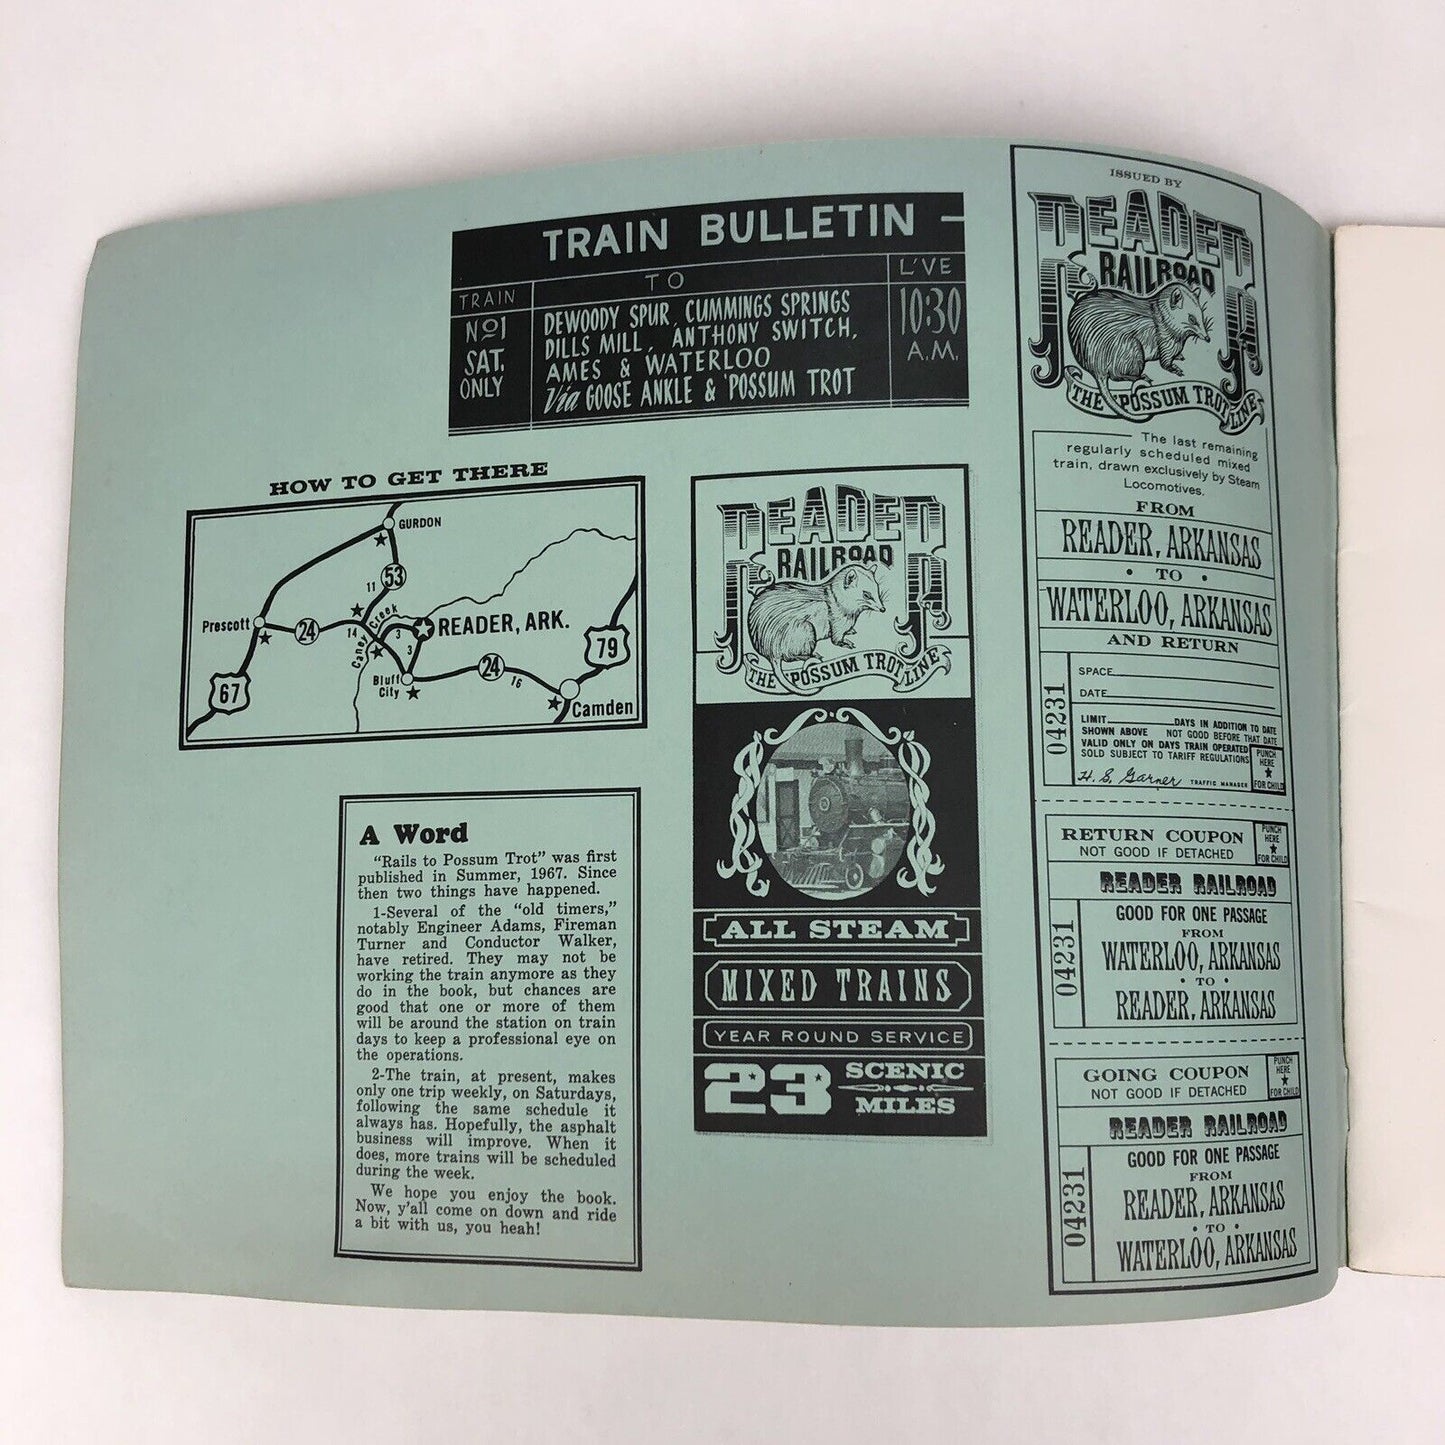 TRAIN BULLETIN -
TRAIN
TO
L'VE
No1
SAT.
ONLY
DEWOODY SPUR, CUMMINGS SPRINGS
DILLS MILL, ANTHONY SWITCH,
AMES & WATERLOO
Via GOOSE ANKLE & 'POSSUM TROT
10:30
A.M.
HOW TO GET THERE
GURDON
53
11
Prescott
24
14
Caney Creek
3
3
READER, ARK.
79
67
Bluff
City
24
16
Camden
A Word
"Rails to Possum Trot" was first
published in Summer, 1967. Since
then two things have happened.
1-Several of the "old timers,"
notably Engineer Adams, Fireman
Turner and Conductor Walker,
have retired. They may not be
working the train anymore as they
do in the book, but chances are
good that one or more of them
will be around the station on train
days to keep a professional eye on
the operations.
2-The train, at present, makes
only one trip weekly, on Saturdays,
following the same schedule it
always has. Hopefully, the asphalt
business will improve. When it
does, more trains will be scheduled
during the week.
We hope you enjoy the book.
Now, y'all come on down and ride
a bit with us, you heah!
READER
RAILROAD
THE 'POSSUM TROT LINE
ALL STEAM
MIXED TRAINS
YEAR ROUND SERVICE
23 SCENIC
MILES
ISSUED BY
READER
RAILROAD
THE 'POSSUM TROT LINE
The last remaining
regularly scheduled mixed
train, drawn exclusively by Steam
Locomotives.
FROM
READER, ARKANSAS
• TO •
WATERLOO, ARKANSAS
AND RETURN
04231
SPACE
DATE
LIMIT DAYS IN ADDITION TO DATE
SHOWN ABOVE NOT GOOD BEFORE THAT DATE
VALID ONLY ON DAYS TRAIN OPERATED
SOLD SUBJECT TO TARIFF REGULATIONS
H. S. Garner TRAFFIC MANAGER
PUNCH
HERE
FOR CHILD
RETURN COUPON
NOT GOOD IF DETACHED
PUNCH
HERE
FOR CHILD
READER RAILROAD
04231
GOOD FOR ONE PASSAGE
FROM
WATERLOO, ARKANSAS
• TO •
READER, ARKANSAS
GOING COUPON
NOT GOOD IF DETACHED
PUNCH
HERE
FOR CHILD
READER RAILROAD
04231
GOOD FOR ONE PASSAGE
FROM
READER, ARKANSAS
• TO •
WATERLOO, ARKANSAS